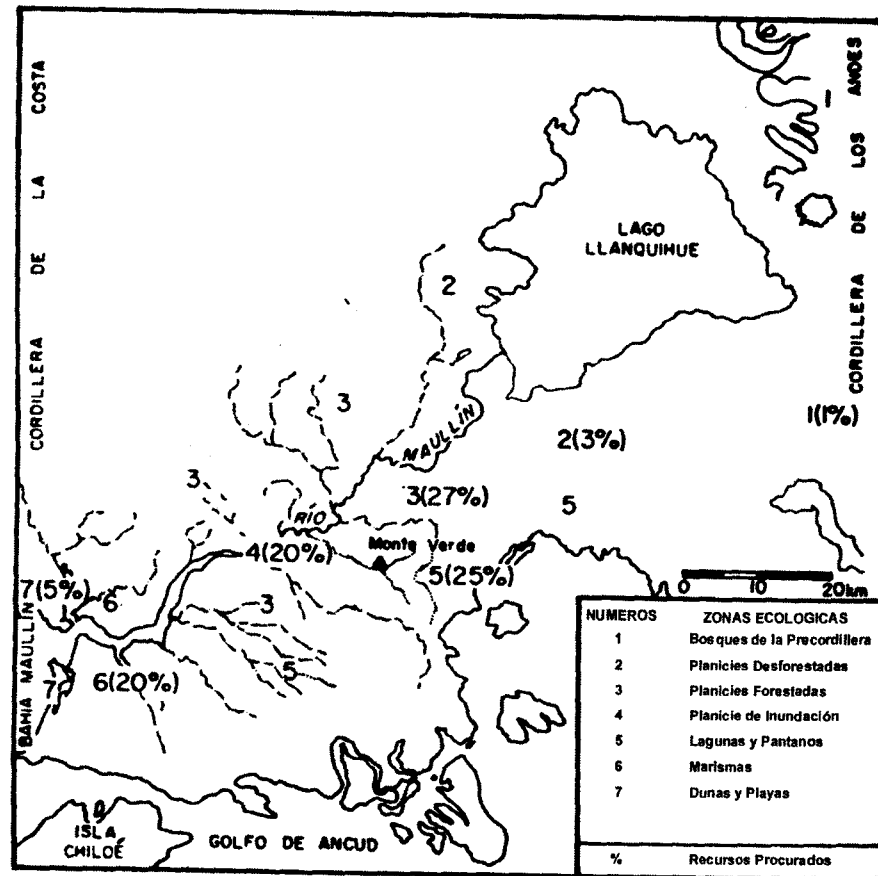 CORDILLERA DE LA COSTA
CORDILLERA DE LOS ANDES
LAGO
LLANQUIHUE
2
3
MAULLÍN
1(1%)
2(3%)
3
3(27%)
5
RÍO
4(20%)
Monte Verde
5(25%)
0 10 20km
7(5%)
6
3
BAHIA MAULLÍN
7
6(20%)
5
ISLA
CHILOÉ
GOLFO DE ANCUD
NUMEROS ZONAS ECOLOGICAS
1 Bosques de la Precordillera
2 Planicies Desforestadas
3 Planicies Forestadas
4 Planicie de Inundación
5 Lagunas y Pantanos
6 Marismas
7 Dunas y Playas
% Recursos Procurados